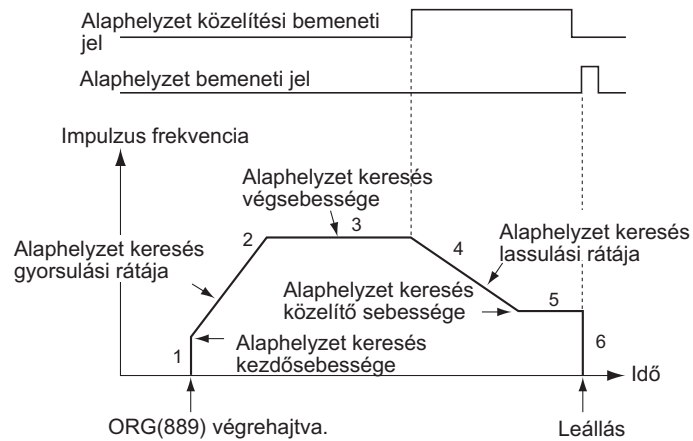 Alaphelyzet közelítési bemeneti
jel
Alaphelyzet bemeneti jel
Impulzus frekvencia
Alaphelyzet keresés
végsebessége
2
3
4
Alaphelyzet keresés
gyorsulási rátája
Alaphelyzet keresés
lassulási rátája
Alaphelyzet keresés
közelítő sebessége
5
1
Alaphelyzet keresés
kezdősebessége
6
Idő
ORG(889) végrehajtva.
Leállás